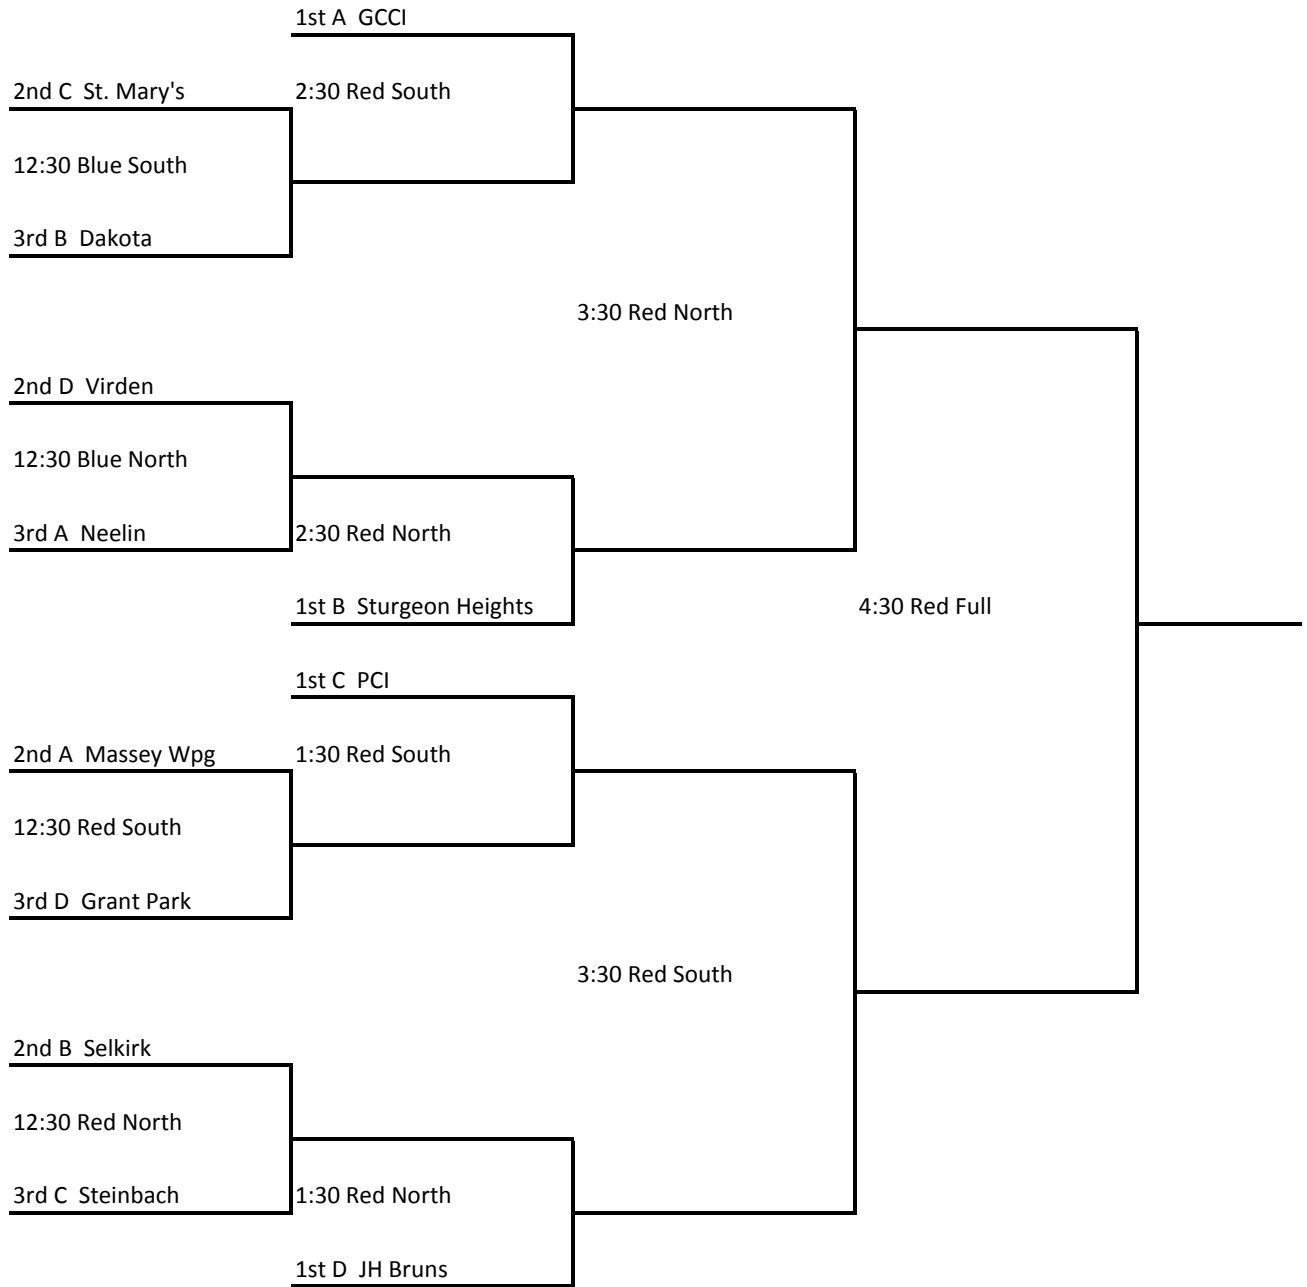 1st A  GCCI
2nd C  St. Mary's
2:30 Red South
12:30 Blue South
3rd B  Dakota
3:30 Red North
2nd D  Virden
12:30 Blue North
3rd A  Neelin
2:30 Red North
1st B  Sturgeon Heights
4:30 Red Full
1st C  PCI
2nd A  Massey Wpg
1:30 Red South
12:30 Red South
3rd D  Grant Park
3:30 Red South
2nd B  Selkirk
12:30 Red North
3rd C  Steinbach
1:30 Red North
1st D  JH Bruns